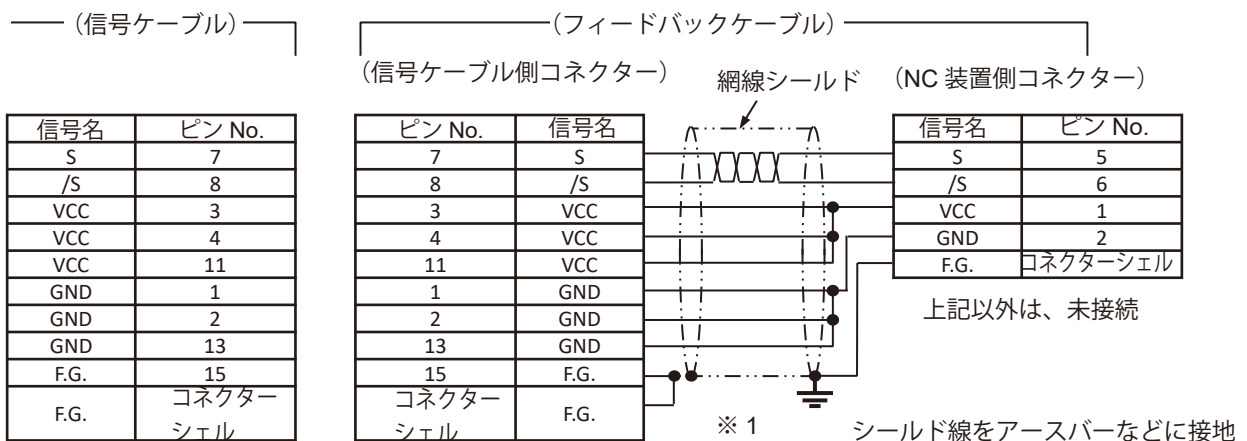 （信号ケーブル）
（フィードバックケーブル）
（信号ケーブル側コネクター）
網線シールド
（NC 装置側コネクター）
信号名 ピン No.
S 7
/S 8
VCC 3
VCC 4
VCC 11
GND 1
GND 2
GND 13
F.G. 15
F.G. コネクター
シェル
ピン No. 信号名
7 S
8 /S
3 VCC
4 VCC
11 VCC
1 GND
2 GND
13 GND
15 F.G.
コネクター F.G.
シェル
信号名 ピン No.
S 5
/S 6
VCC 1
GND 2
F.G. コネクターシェル
上記以外は、未接続
※ 1
シールド線をアースバーなどに接地